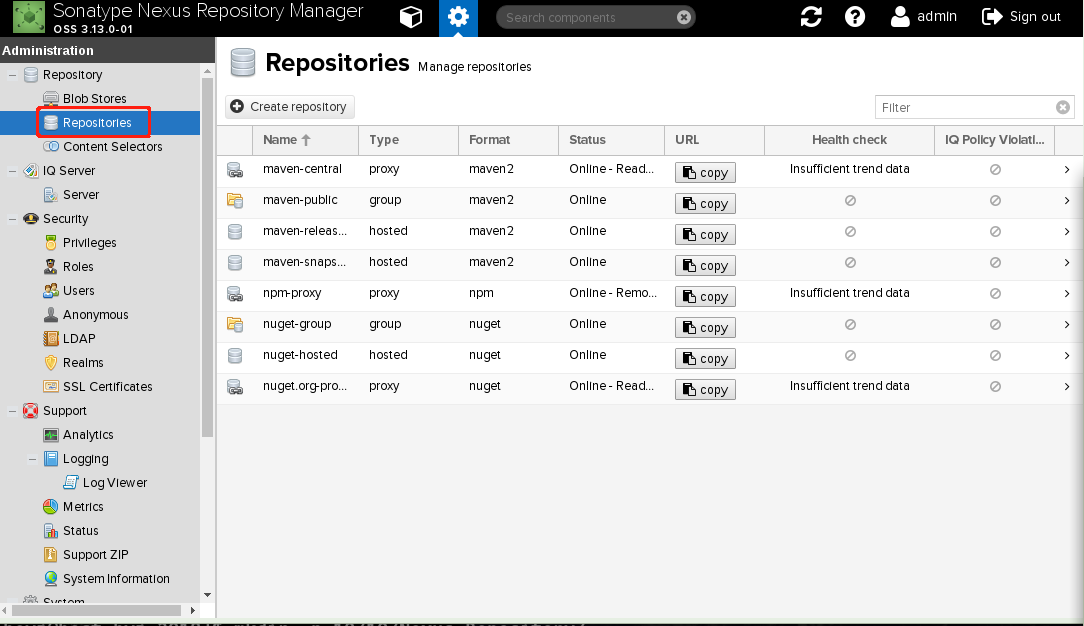 Sonatype Nexus Repository Manager
OSS 3.13.0-01
Search components
admin
Sign out
Administration
Repository
Blob Stores
Repositories
Content Selectors
IQ Server
Server
Security
Privileges
Roles
Users
Anonymous
LDAP
Realms
SSL Certificates
Support
Analytics
Logging
Log Viewer
Metrics
Status
Support ZIP
System Information
System
Repositories Manage repositories
Create repository
Filter
Name Type Format Status URL Health check IQ Policy Violati...
maven-central proxy maven2 Online - Read... copy Insufficient trend data
maven-public group maven2 Online copy
maven-releas... hosted maven2 Online copy
maven-snaps... hosted maven2 Online copy
npm-proxy proxy npm Online - Remo... copy Insufficient trend data
nuget-group group nuget Online copy
nuget-hosted hosted nuget Online copy
nuget.org-pro... proxy nuget Online - Read... copy Insufficient trend data